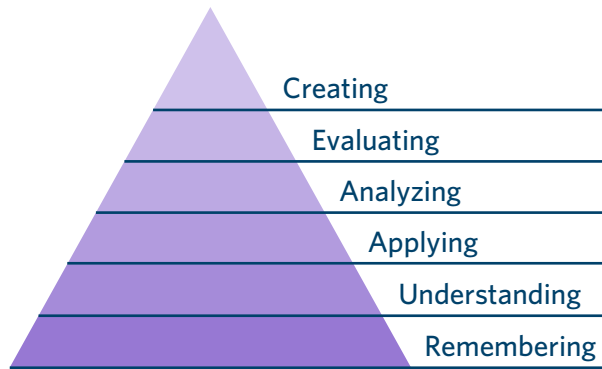 Creating
Evaluating
Analyzing
Applying
Understanding
Remembering